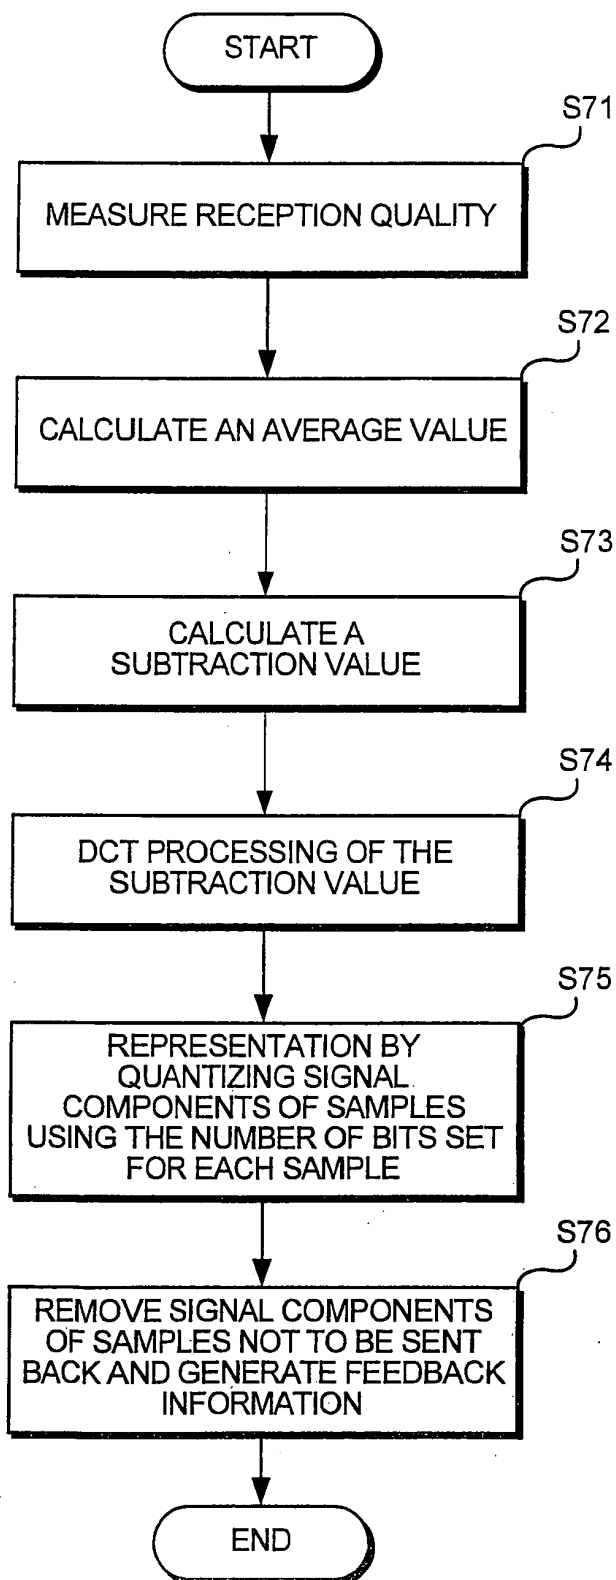 START
S71
MEASURE RECEPTION QUALITY
S72
CALCULATE AN AVERAGE VALUE
S73
CALCULATE A
SUBTRACTION VALUE
S74
DCT PROCESSING OF THE
SUBTRACTION VALUE
S75
REPRESENTATION BY
QUANTIZING SIGNAL
COMPONENTS OF SAMPLES
USING THE NUMBER OF BITS SET
FOR EACH SAMPLE
S76
REMOVE SIGNAL COMPONENTS
OF SAMPLES NOT TO BE SENT
BACK AND GENERATE FEEDBACK
INFORMATION
END